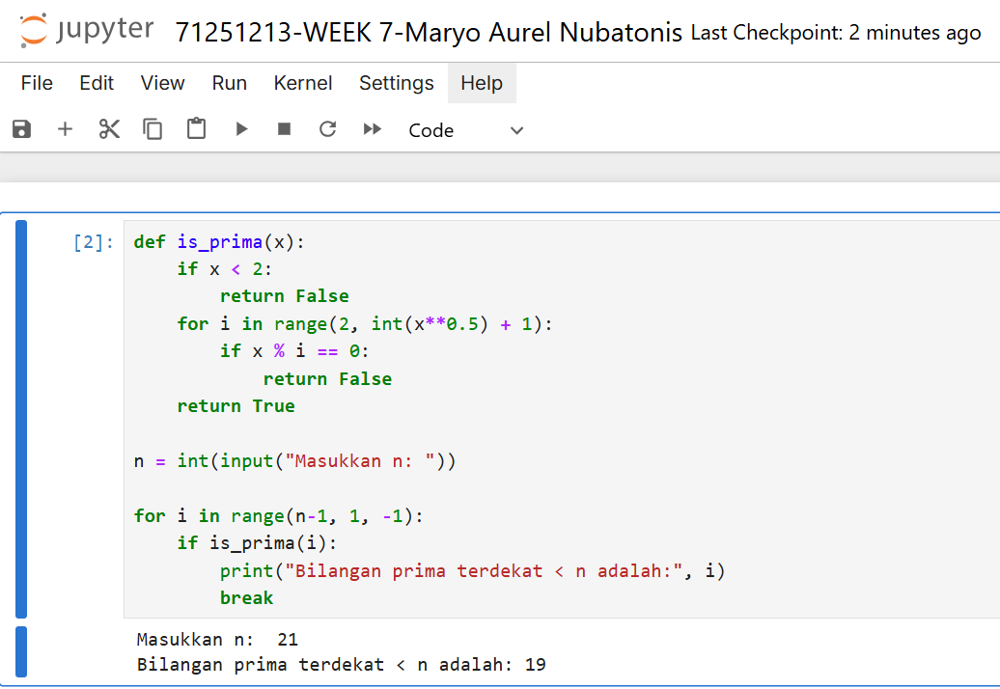 jupyter 71251213-WEEK 7-Maryo Aurel Nubatonis Last Checkpoint: 2 minutes ago
File Edit View Run Kernel Settings Help
Code
[2]: def is_prima(x):
    if x < 2:
        return False
    for i in range(2, int(x**0.5) + 1):
        if x % i == 0:
            return False
    return True
n = int(input("Masukkan n: "))
for i in range(n-1, 1, -1):
    if is_prima(i):
        print("Bilangan prima terdekat < n adalah:", i)
        break
Masukkan n:  21
Bilangan prima terdekat < n adalah: 19